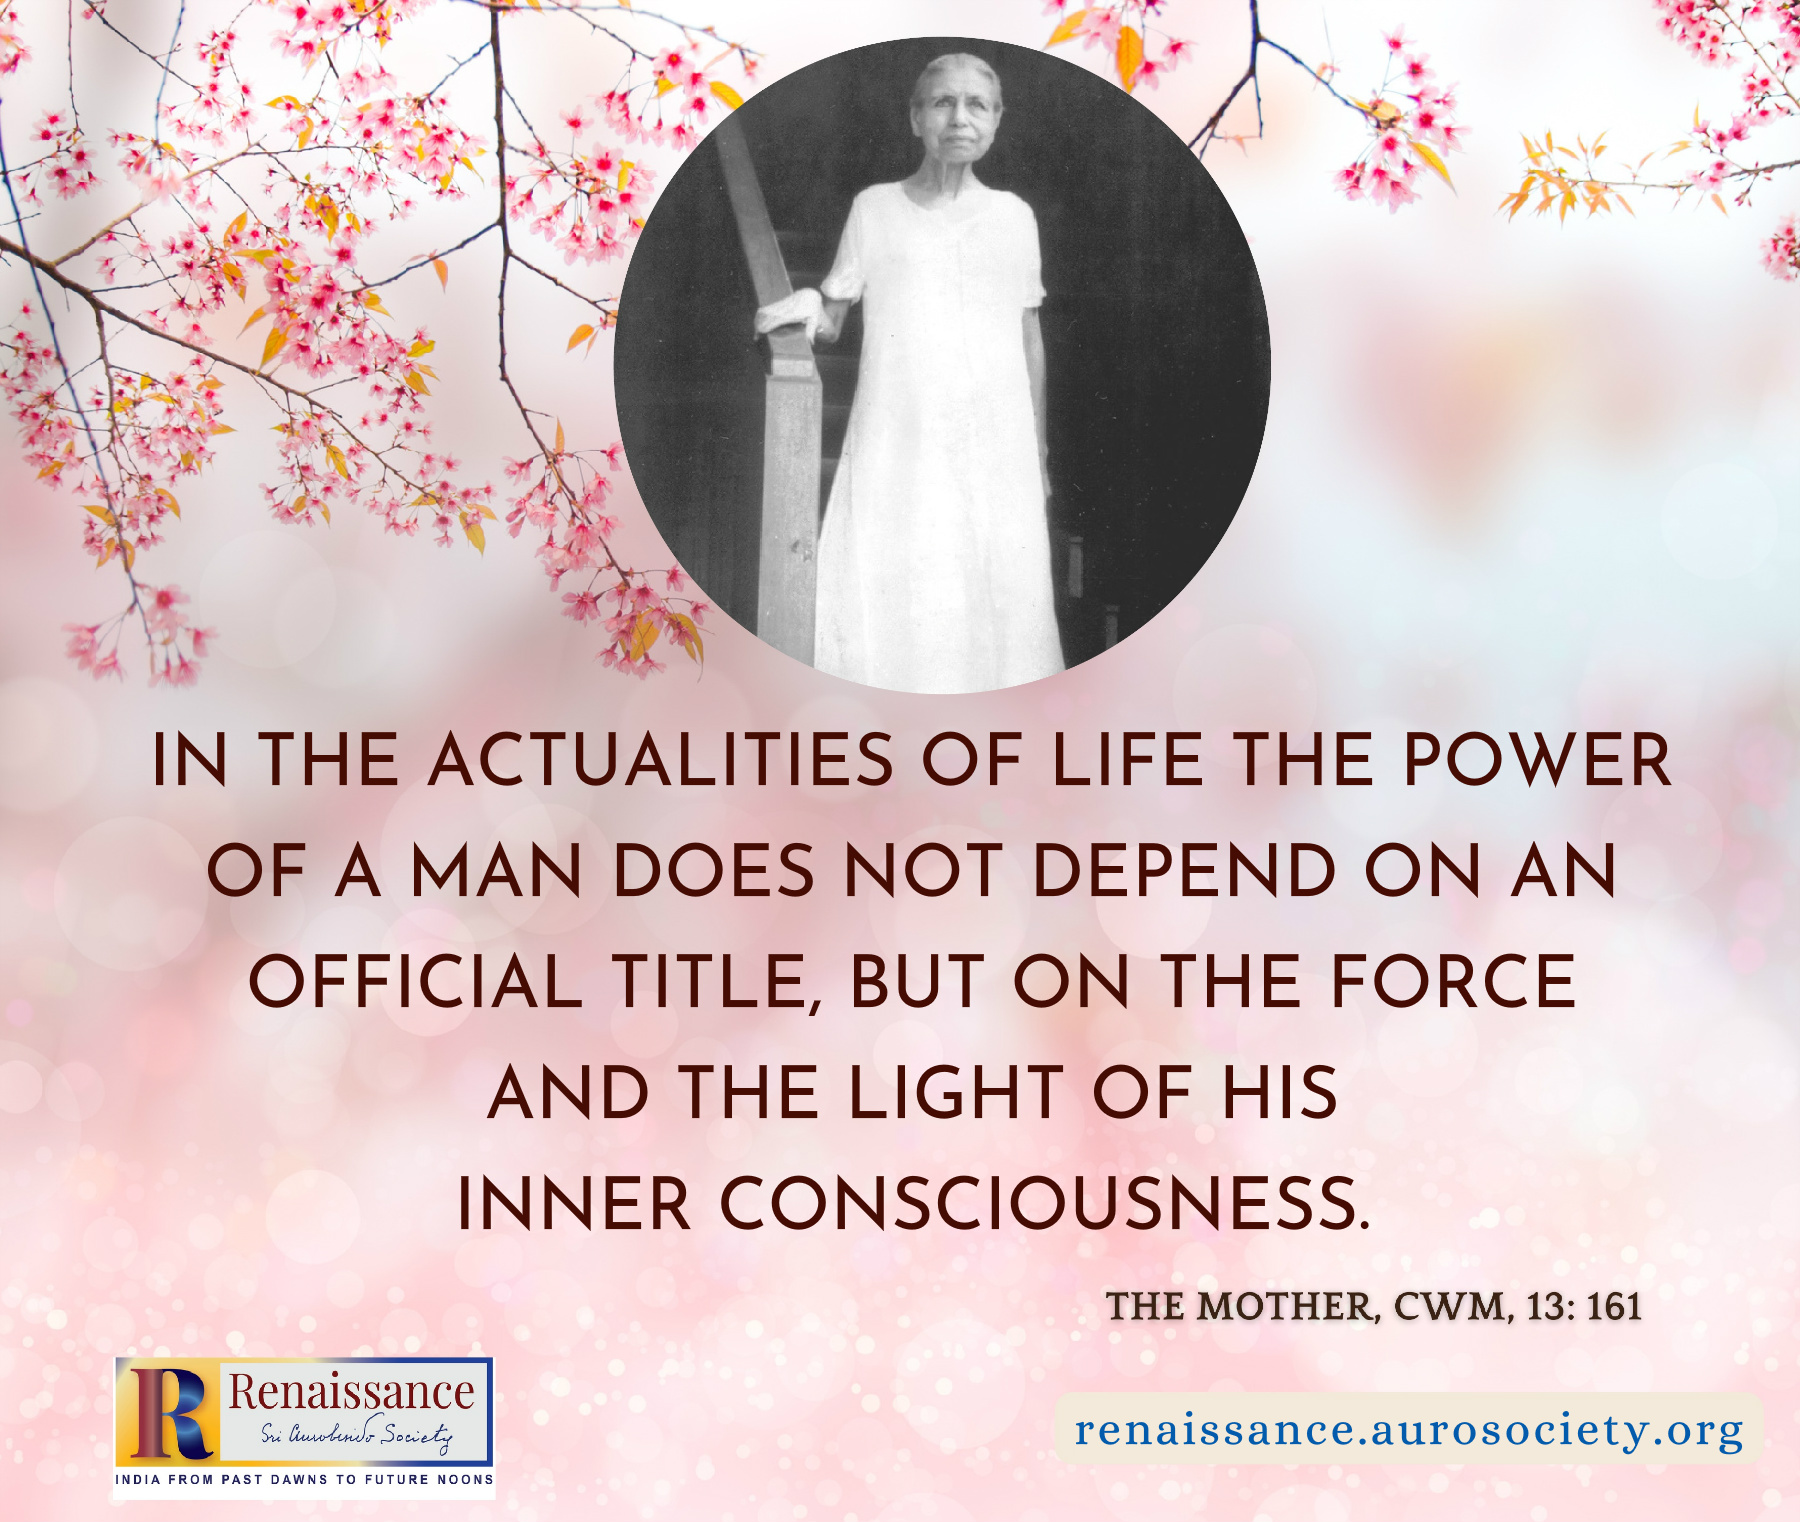 IN THE ACTUALITIES OF LIFE THE POWER
OF A MAN DOES NOT DEPEND ON AN
OFFICIAL TITLE, BUT ON THE FORCE
AND THE LIGHT OF HIS
INNER CONSCIOUSNESS.
THE MOTHER, CWM, 13: 161
R Renaissance
Sri Aurobindo Society
INDIA FROM PAST DAWNS TO FUTURE NOONS
renaissance.aurosociety.org